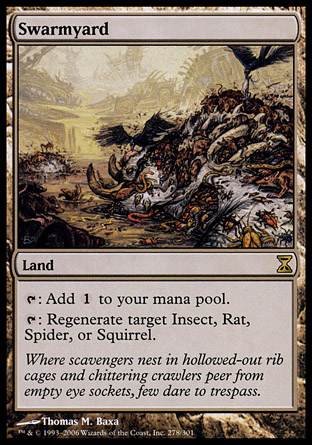 Swarmyard
Land
: Add 1 to your mana pool.
: Regenerate target Insect, Rat,
Spider, or Squirrel.
Where scavengers nest in hollowed-out rib
cages and chittering crawlers peer from
empty eye sockets, few dare to trespass.
Thomas M. Baxa
™ & © 1993–2006 Wizards of the Coast, Inc. 278/301